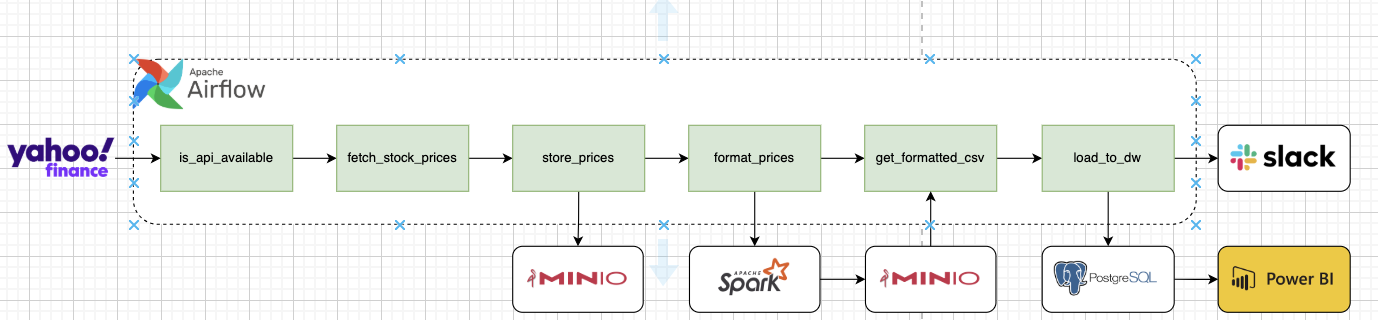 Apache
Airflow
yahoo!
finance
is_api_available
fetch_stock_prices
store_prices
format_prices
get_formatted_csv
load_to_dw
slack
MINIO
APACHE
Spark
MINIO
PostgreSQL
Power BI